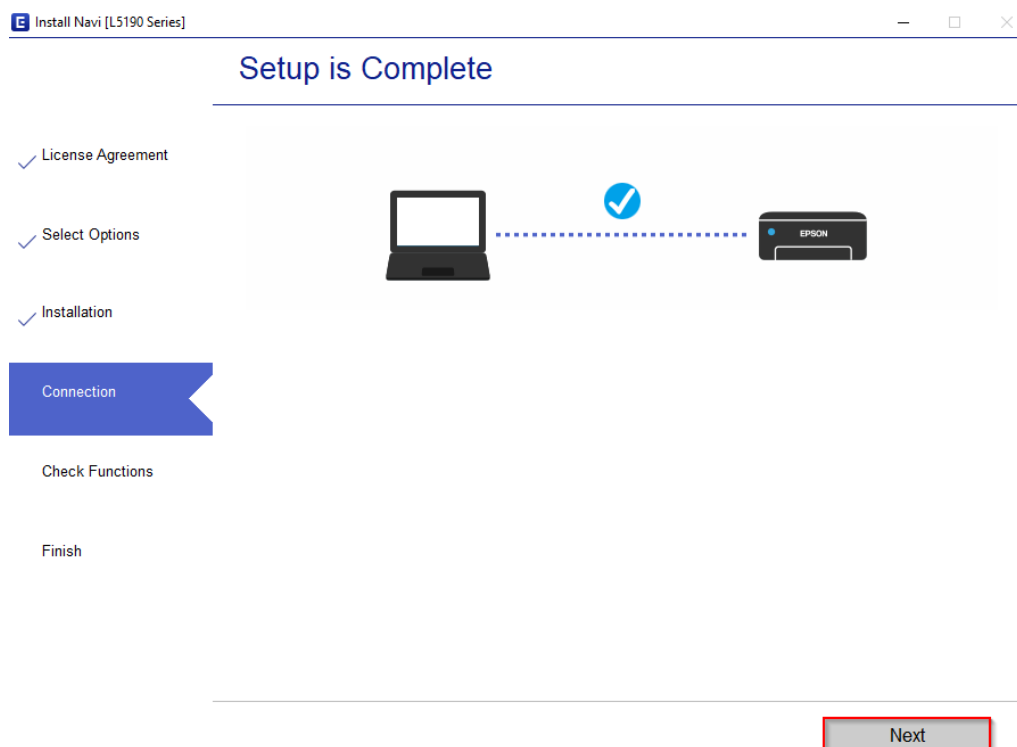 Install Navi [L5190 Series]
Setup is Complete
License Agreement
Select Options
Installation
Connection
Check Functions
Finish
EPSON
Next